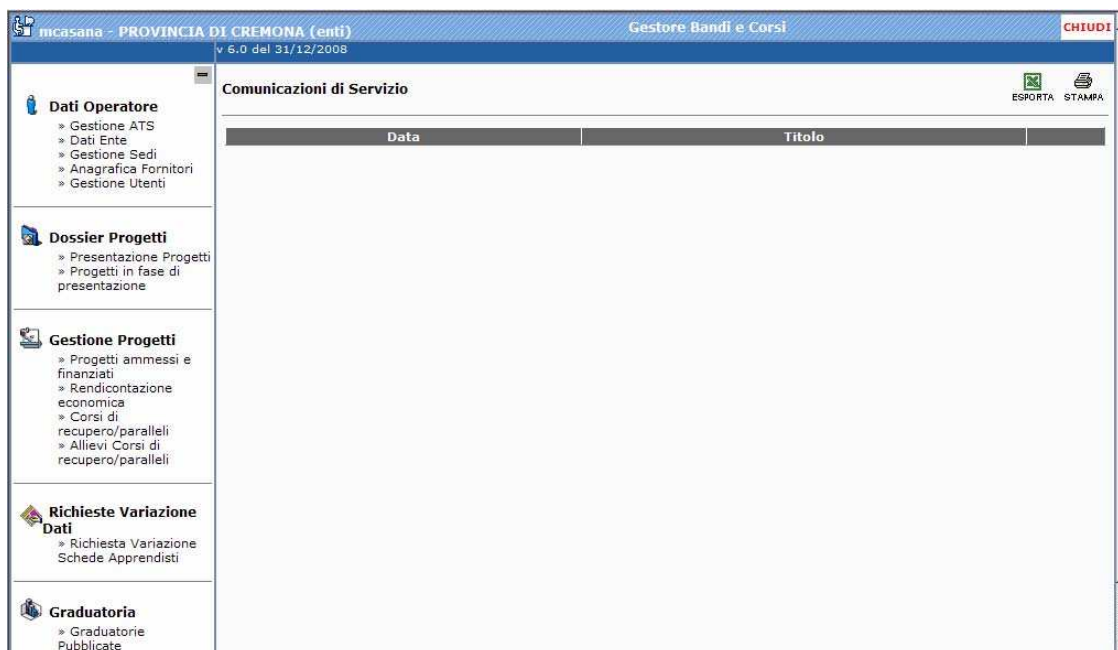 mcasana - PROVINCIA DI CREMONA (enti)
Gestore Bandi e Corsi
CHIUDI
v 6.0 del 31/12/2008
Comunicazioni di Servizio
ESPORTA STAMPA
Data Titolo
Dati Operatore
» Gestione ATS
» Dati Ente
» Gestione Sedi
» Anagrafica Fornitori
» Gestione Utenti
Dossier Progetti
» Presentazione Progetti
» Progetti in fase di
presentazione
Gestione Progetti
» Progetti ammessi e
finanziati
» Rendicontazione
economica
» Corsi di
recupero/paralleli
» Allievi Corsi di
recupero/paralleli
Richieste Variazione
Dati
» Richiesta Variazione
Schede Apprendisti
Graduatoria
» Graduatorie
Pubblicate